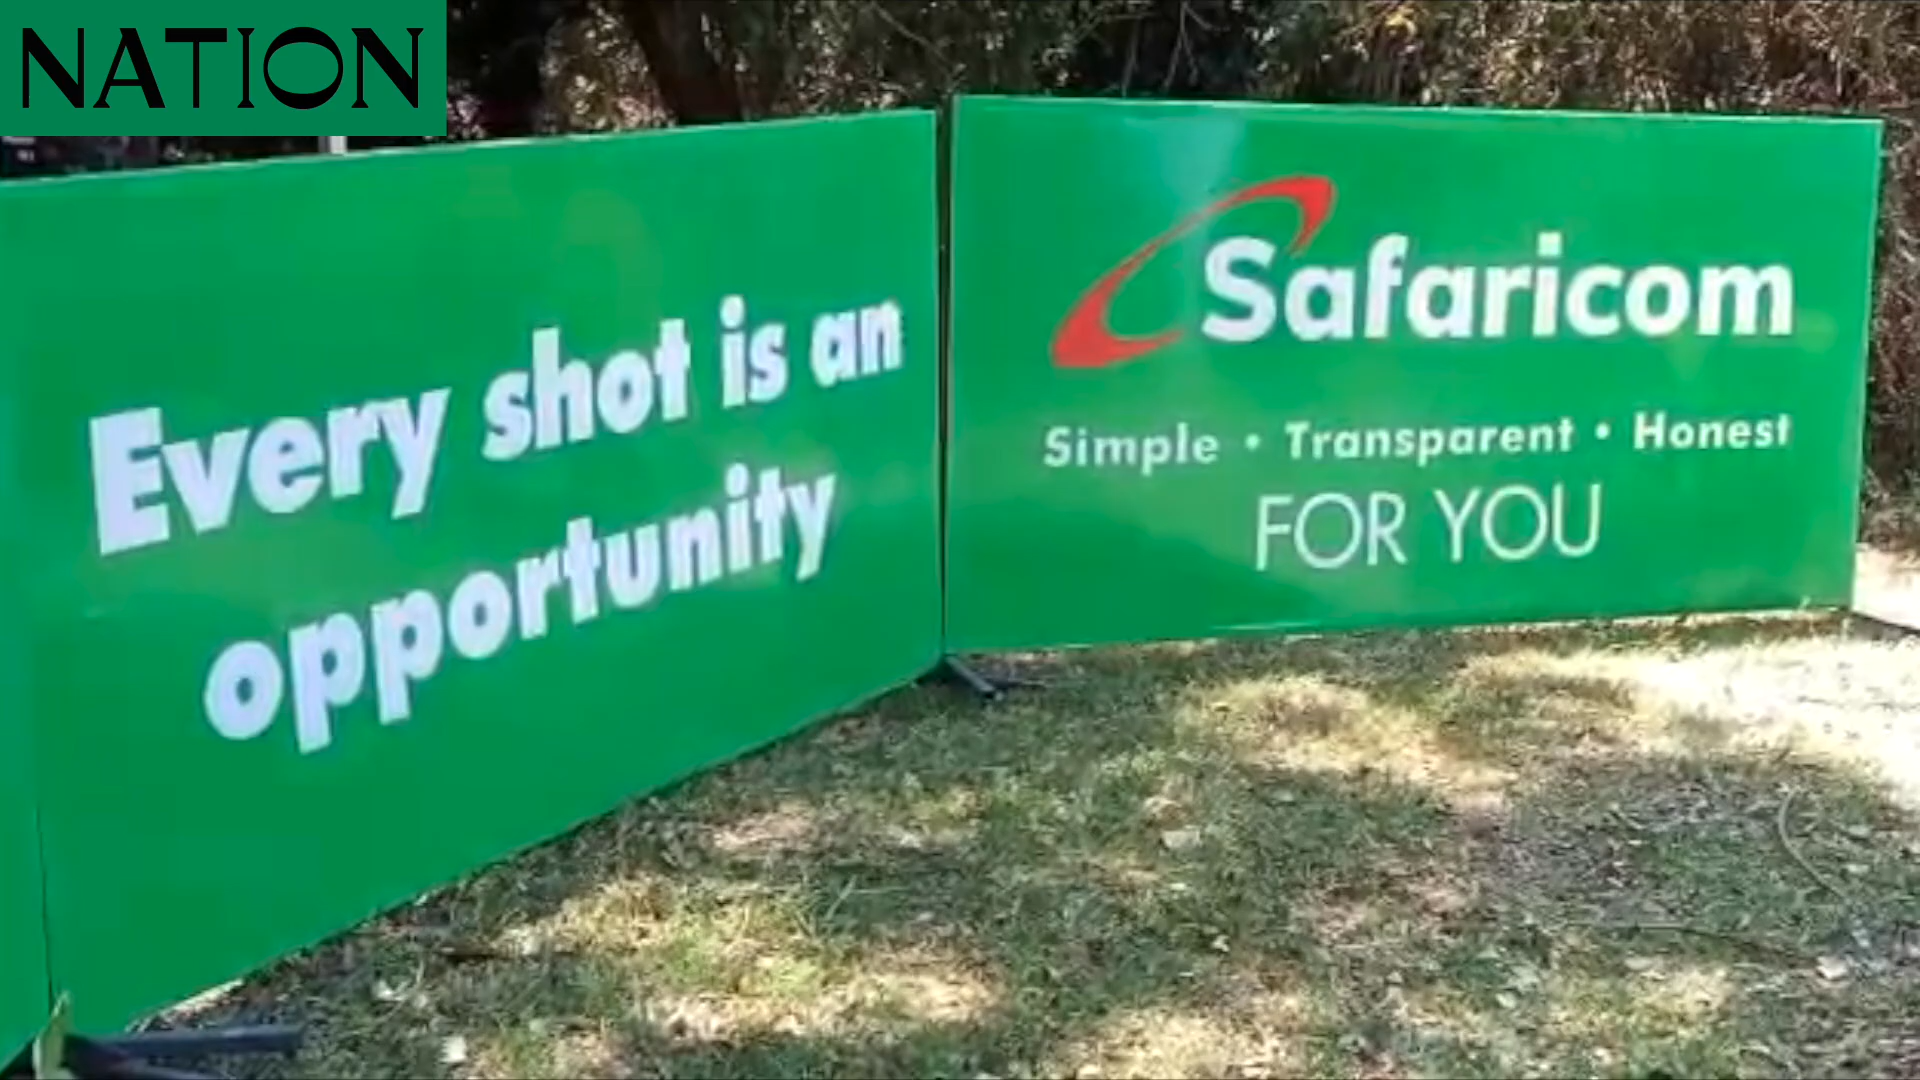 NATION
Every shot is an
opportunity
Safaricom
Simple • Transparent • Honest
FOR YOU